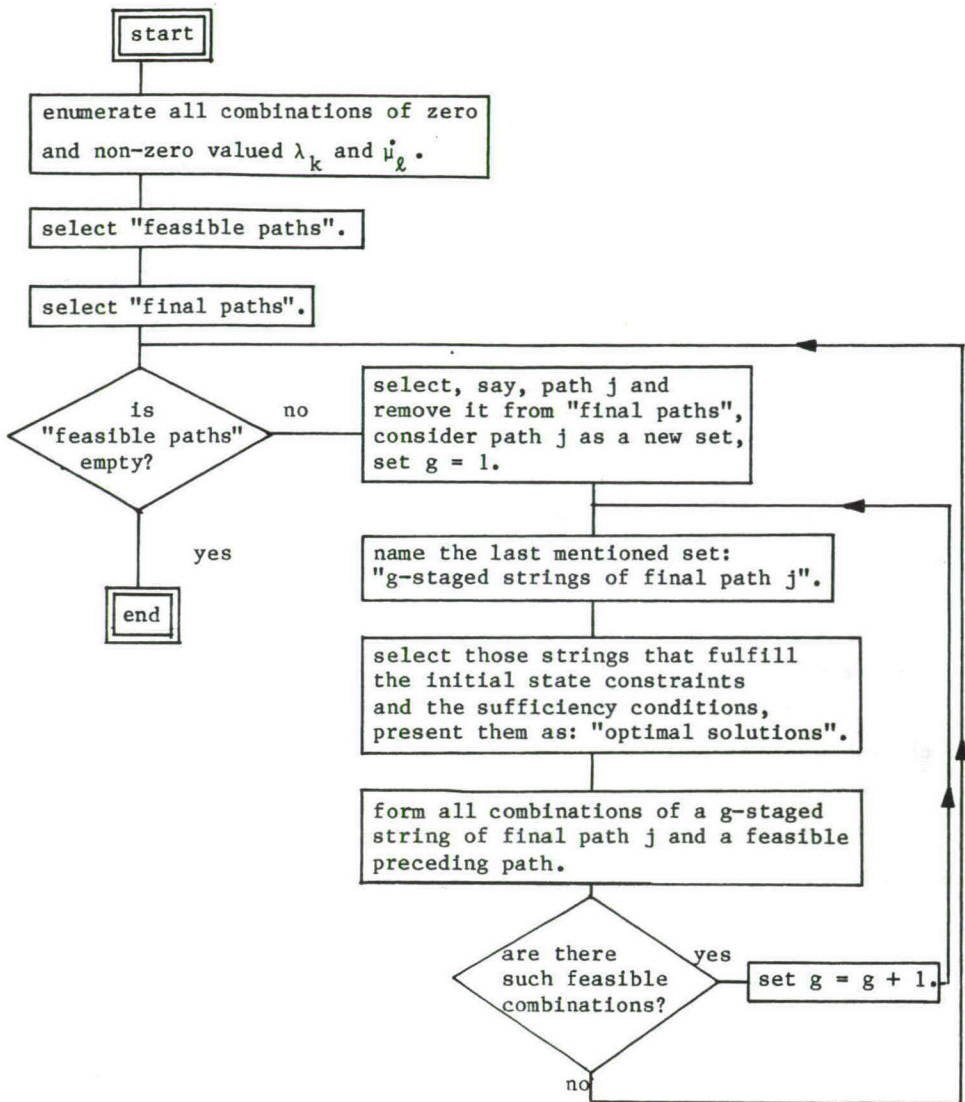 start
enumerate all combinations of zero
and non-zero valued λₖ and μ̇ₗ.
select "feasible paths".
select "final paths".
is
"feasible paths"
empty?
no
yes
end
select, say, path j and
remove it from "final paths",
consider path j as a new set,
set g = 1.
name the last mentioned set:
"g-staged strings of final path j".
select those strings that fulfill
the initial state constraints
and the sufficiency conditions,
present them as: "optimal solutions".
form all combinations of a g-staged
string of final path j and a feasible
preceding path.
are there
such feasible
combinations?
yes
set g = g + 1.
no